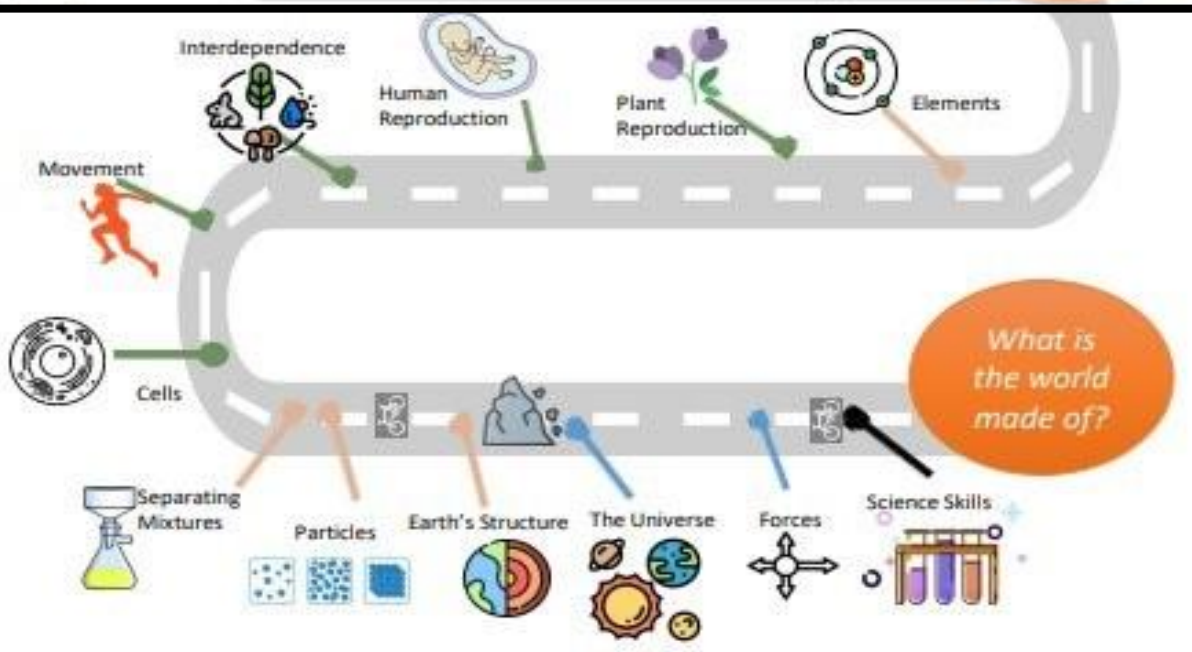 Interdependence
Human
Reproduction
Plant
Reproduction
Elements
Movement
Cells
What is
the world
made of?
Separating
Mixtures
Particles
Earth's Structure
The Universe
Forces
Science Skills